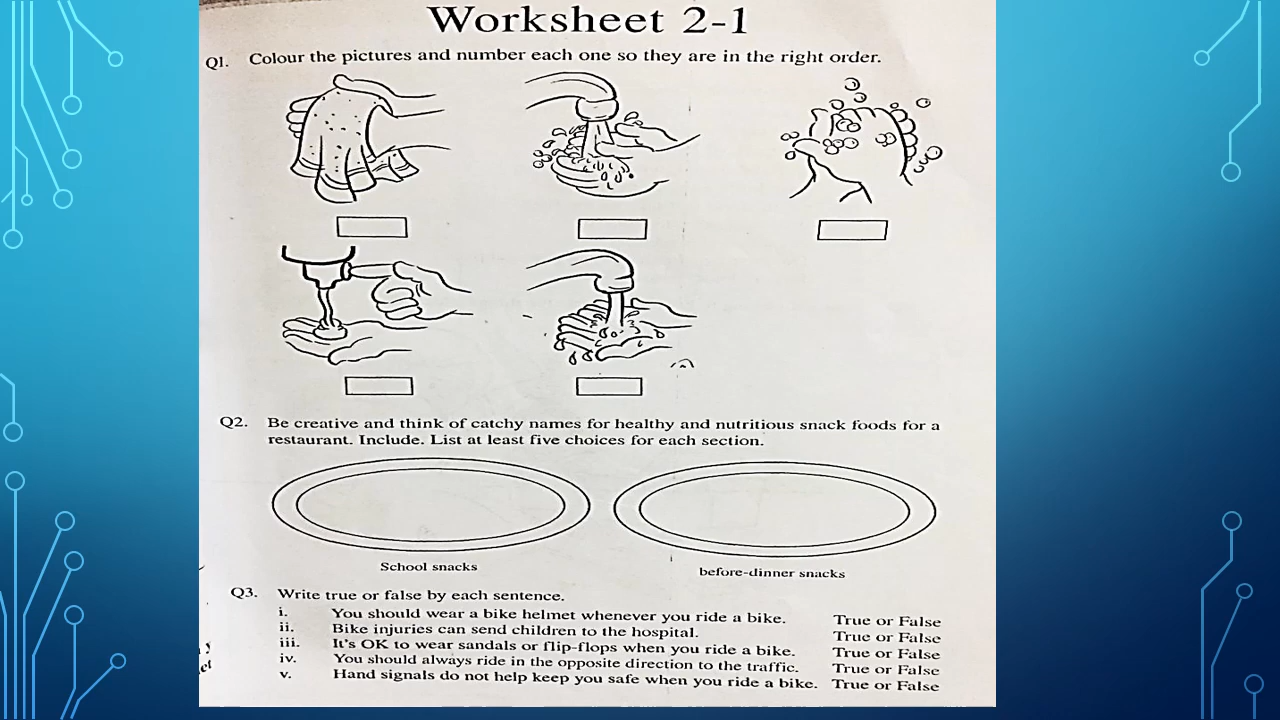 Worksheet 2-1
Q1. Colour the pictures and number each one so they are in the right order.
Q2. Be creative and think of catchy names for healthy and nutritious snack foods for a
restaurant. Include. List at least five choices for each section.
School snacks
before-dinner snacks
Q3. Write true or false by each sentence.
i. You should wear a bike helmet whenever you ride a bike. True or False
ii. Bike injuries can send children to the hospital. True or False
iii. It's OK to wear sandals or flip-flops when you ride a bike. True or False
iv. You should always ride in the opposite direction to the traffic. True or False
v. Hand signals do not help keep you safe when you ride a bike. True or False